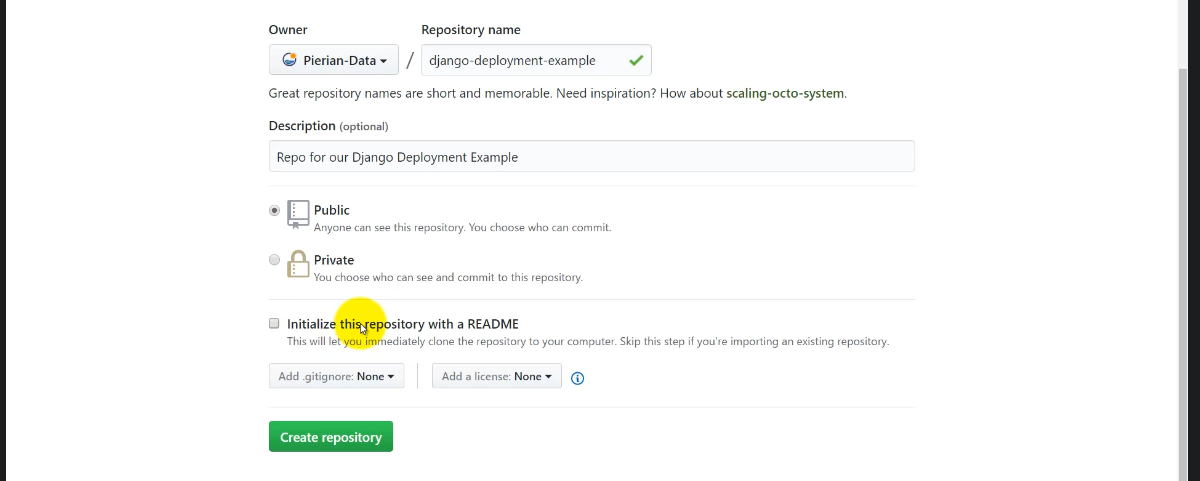 Owner Repository name
Pierian-Data / django-deployment-example
Great repository names are short and memorable. Need inspiration? How about scaling-octo-system.
Description (optional)
Repo for our Django Deployment Example
Public
Anyone can see this repository. You choose who can commit.
Private
You choose who can see and commit to this repository.
Initialize this repository with a README
This will let you immediately clone the repository to your computer. Skip this step if you're importing an existing repository.
Add .gitignore: None Add a license: None
Create repository